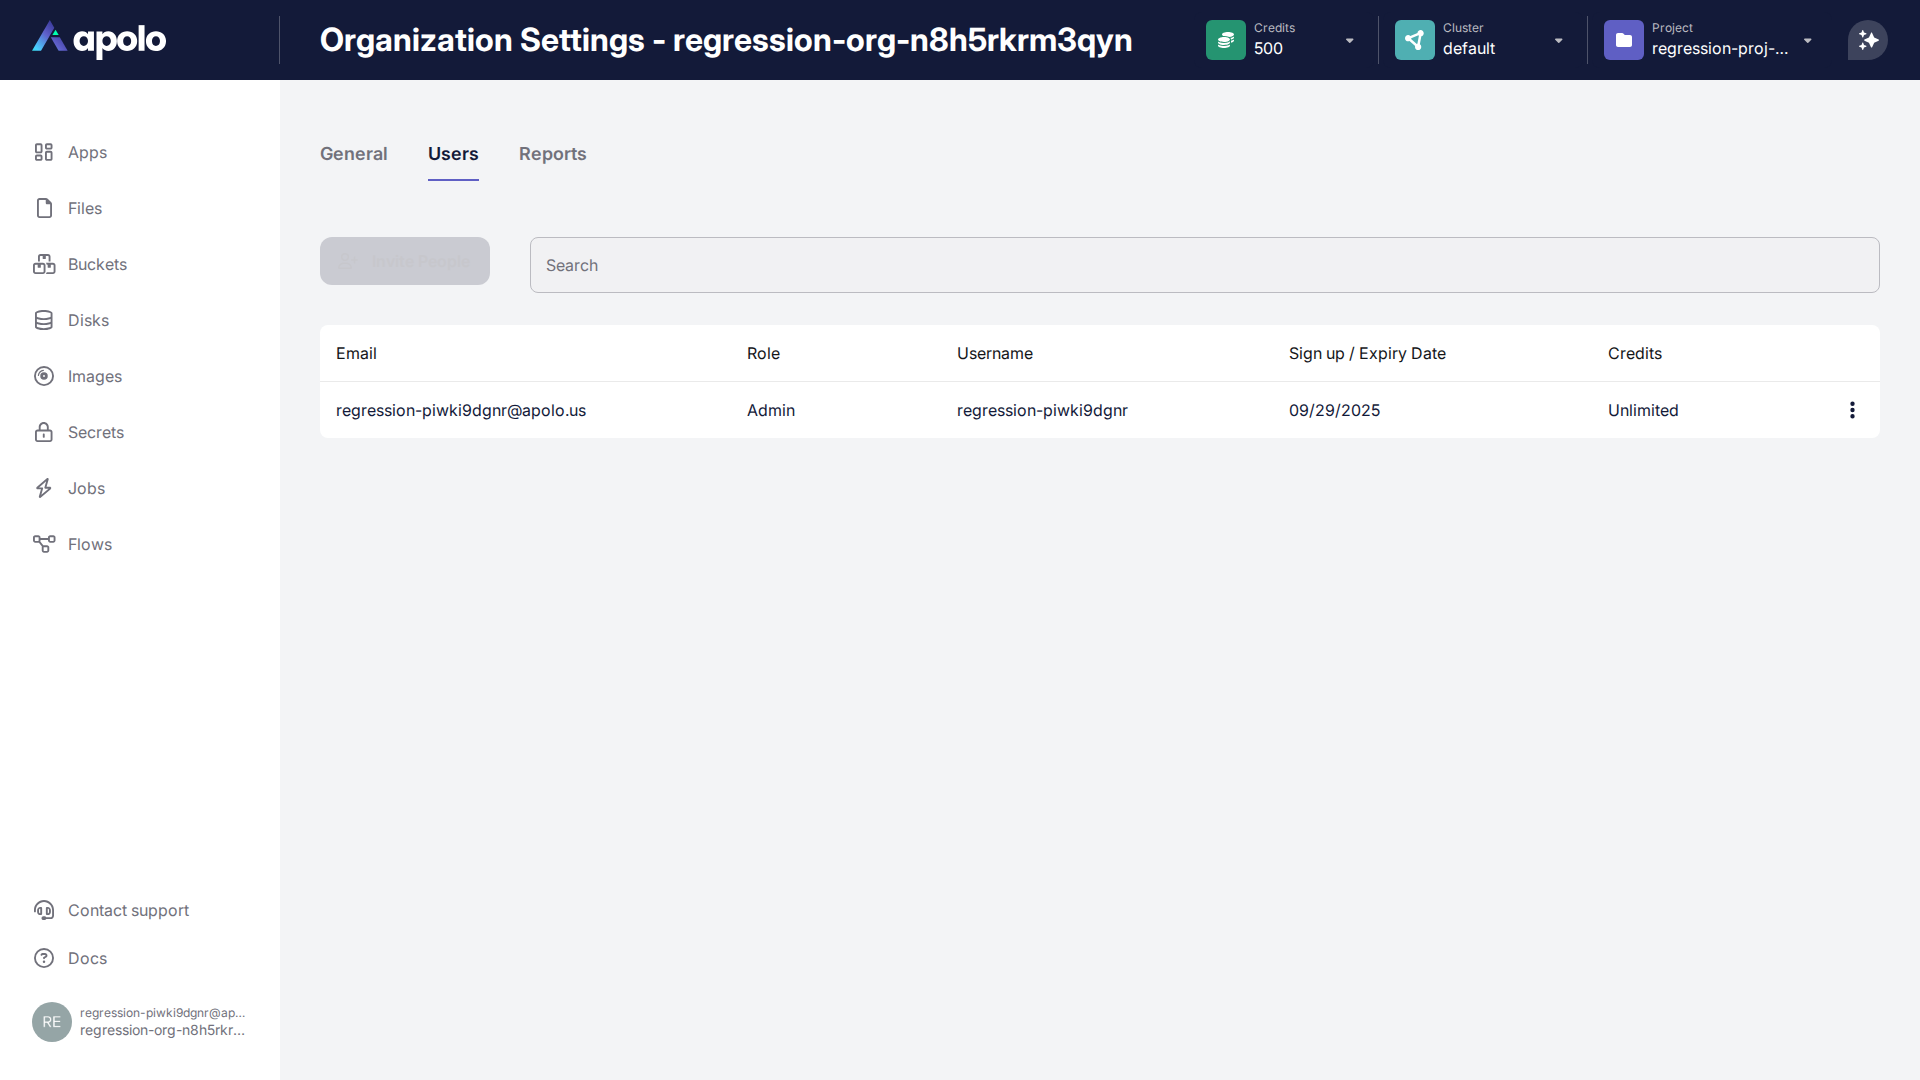 apolo
Organization Settings - regression-org-n8h5rkrm3qyn
Credits
500
Cluster
default
Project
regression-proj-...
Apps
Files
Buckets
Disks
Images
Secrets
Jobs
Flows
General Users Reports
Search
Email Role Username Sign up / Expiry Date Credits
regression-piwki9dgnr@apolo.us Admin regression-piwki9dgnr 09/29/2025 Unlimited
Contact support
Docs
RE
regression-piwki9dgnr@ap...
regression-org-n8h5rkr...